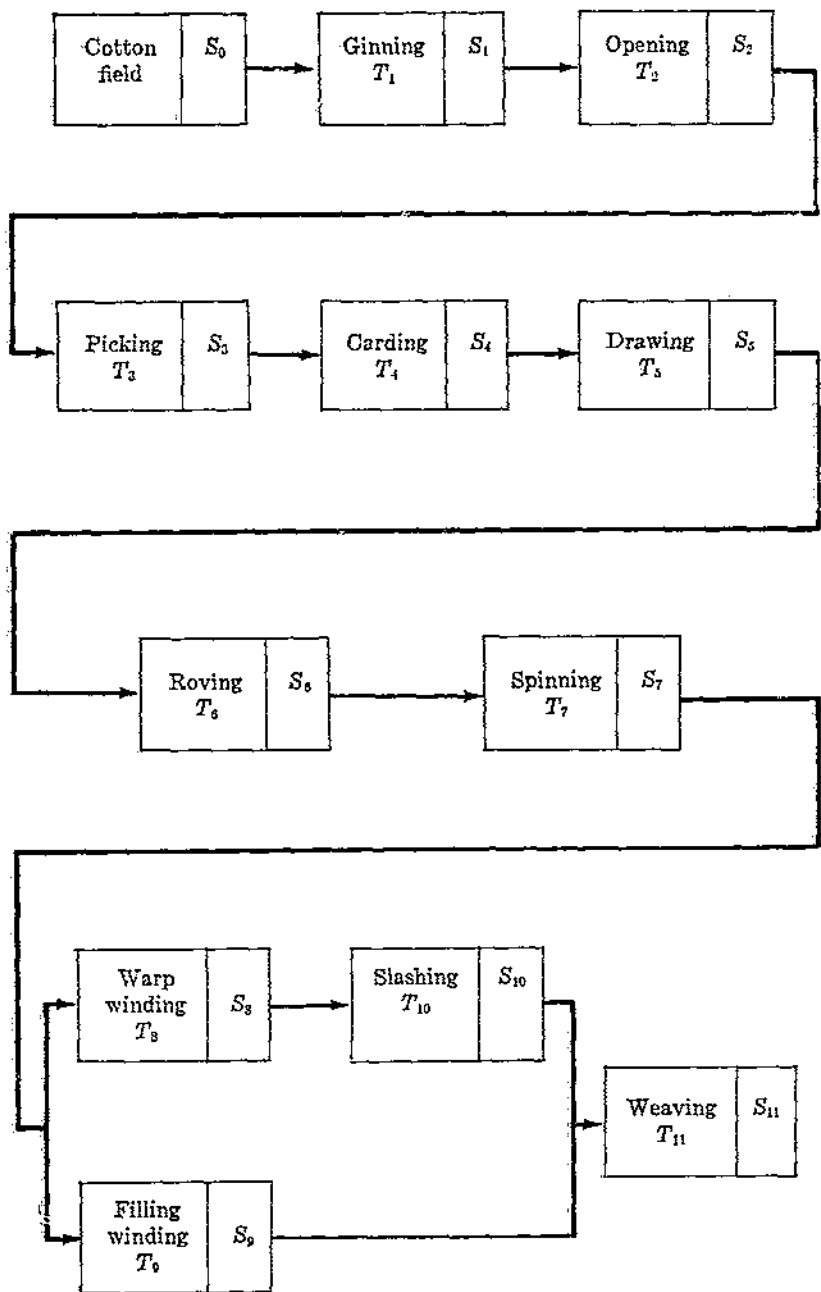 Cotton
field
S₀
Ginning
T₁
S₁
Opening
T₂
S₂
Picking
T₃
S₃
Carding
T₄
S₄
Drawing
T₅
S₅
Roving
T₆
S₆
Spinning
T₇
S₇
Warp
winding
T₈
S₈
Slashing
T₁₀
S₁₀
Weaving
T₁₁
S₁₁
Filling
winding
T₉
S₉